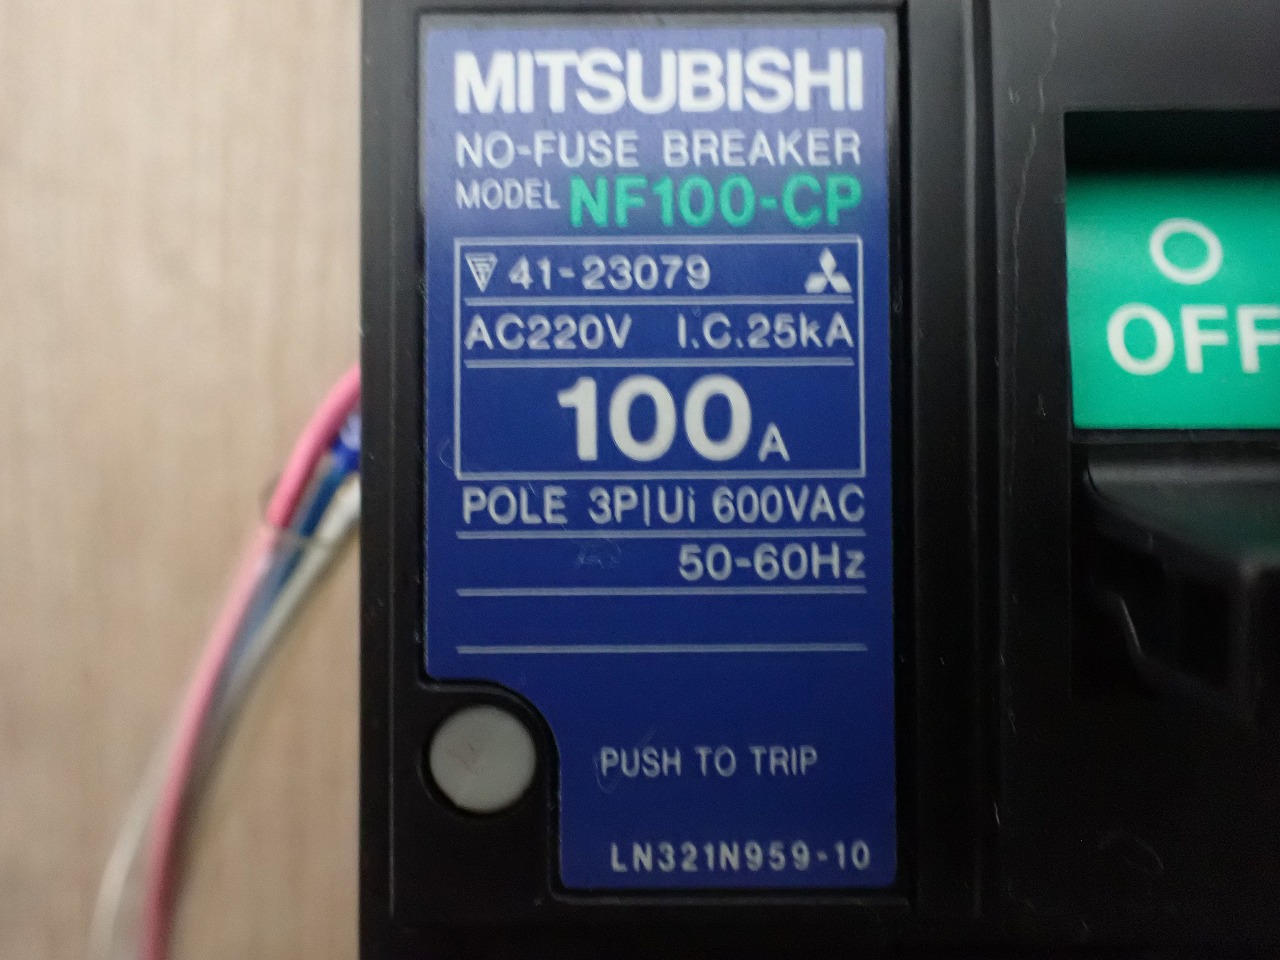 MITSUBISHI
NO-FUSE BREAKER
MODEL NF100-CP
41-23079
AC220V I.C.25kA
100A
POLE 3P|Ui 600VAC
50-60Hz
PUSH TO TRIP
LN321N959-10
O
OFF